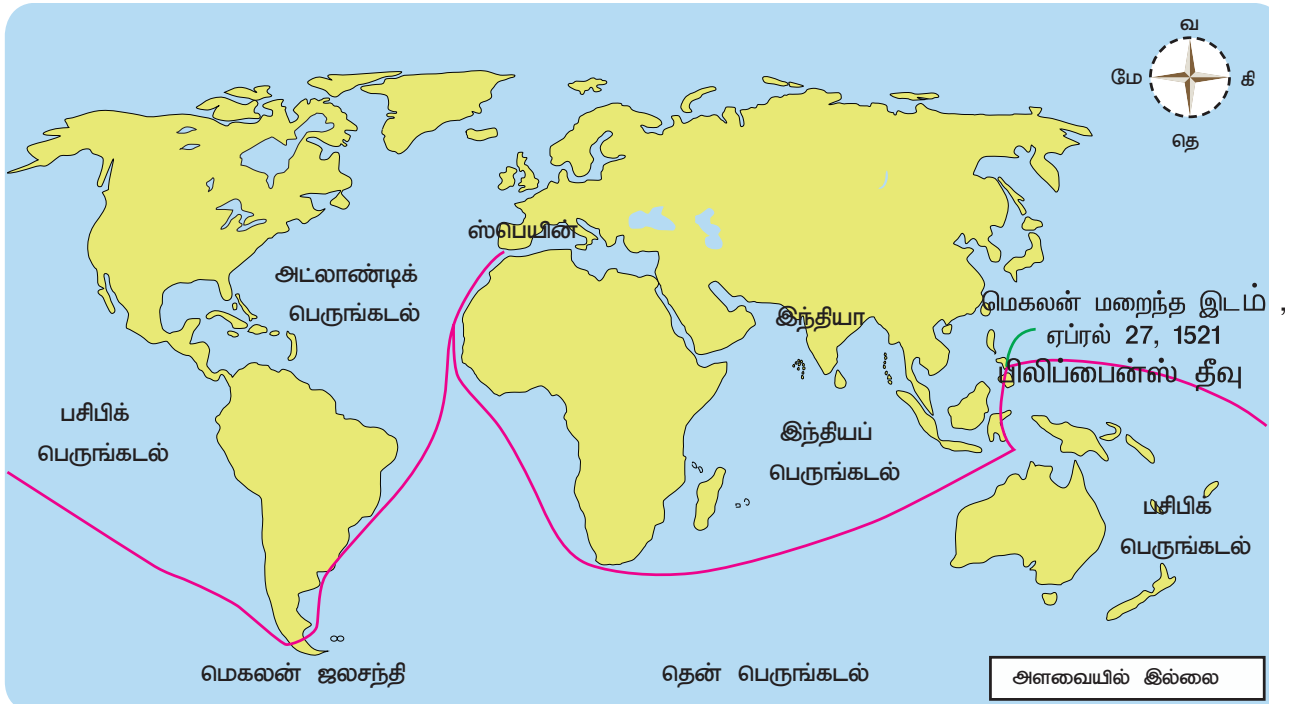 வ
மே
கி
தெ
ஸ்பெயின்
அட்லாண்டிக்
பெருங்கடல்
இந்தியா
மெகலன் மறைந்த இடம் ,
ஏப்ரல் 27, 1521
பிலிப்பைன்ஸ் தீவு
பசிபிக்
பெருங்கடல்
இந்தியப்
பெருங்கடல்
பசிபிக்
பெருங்கடல்
மெகலன் ஜலசந்தி
தென் பெருங்கடல்
அளவையில் இல்லை